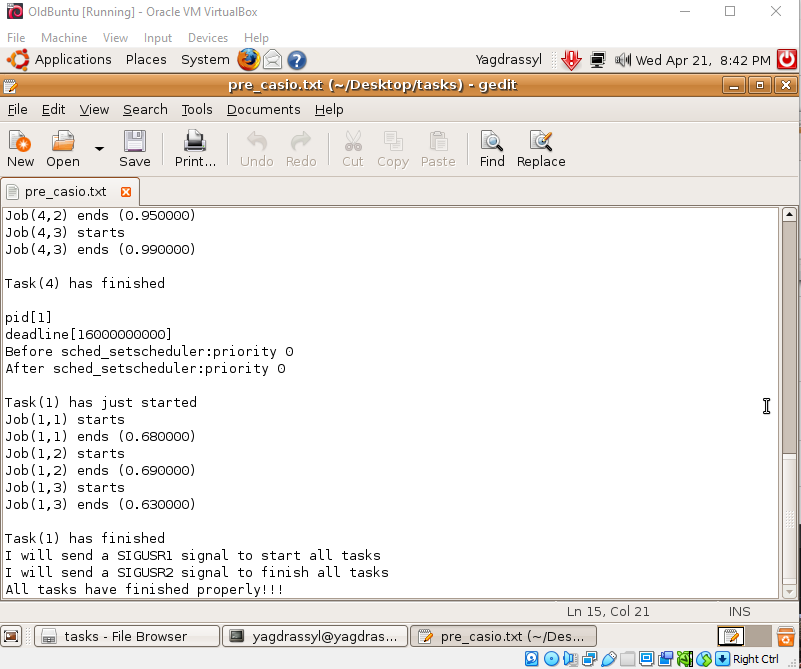 OldBuntu [Running] - Oracle VM VirtualBox
File Machine View Input Devices Help
Applications Places System Yagdrassyl Wed Apr 21, 8:42 PM
pre_casio.txt (~/Desktop/tasks) - gedit
File Edit View Search Tools Documents Help
New Open Save Print... Undo Redo Cut Copy Paste Find Replace
pre_casio.txt
Job(4,2) ends (0.950000)
Job(4,3) starts
Job(4,3) ends (0.990000)
Task(4) has finished
pid[1]
deadline[16000000000]
Before sched_setscheduler:priority 0
After sched_setscheduler:priority 0
Task(1) has just started
Job(1,1) starts
Job(1,1) ends (0.680000)
Job(1,2) starts
Job(1,2) ends (0.690000)
Job(1,3) starts
Job(1,3) ends (0.630000)
Task(1) has finished
I will send a SIGUSR1 signal to start all tasks
I will send a SIGUSR2 signal to finish all tasks
All tasks have finished properly!!!
Ln 15, Col 21 INS
tasks - File Browser yagdrassyl@yagdras... pre_casio.txt (~/Des...
Right Ctrl